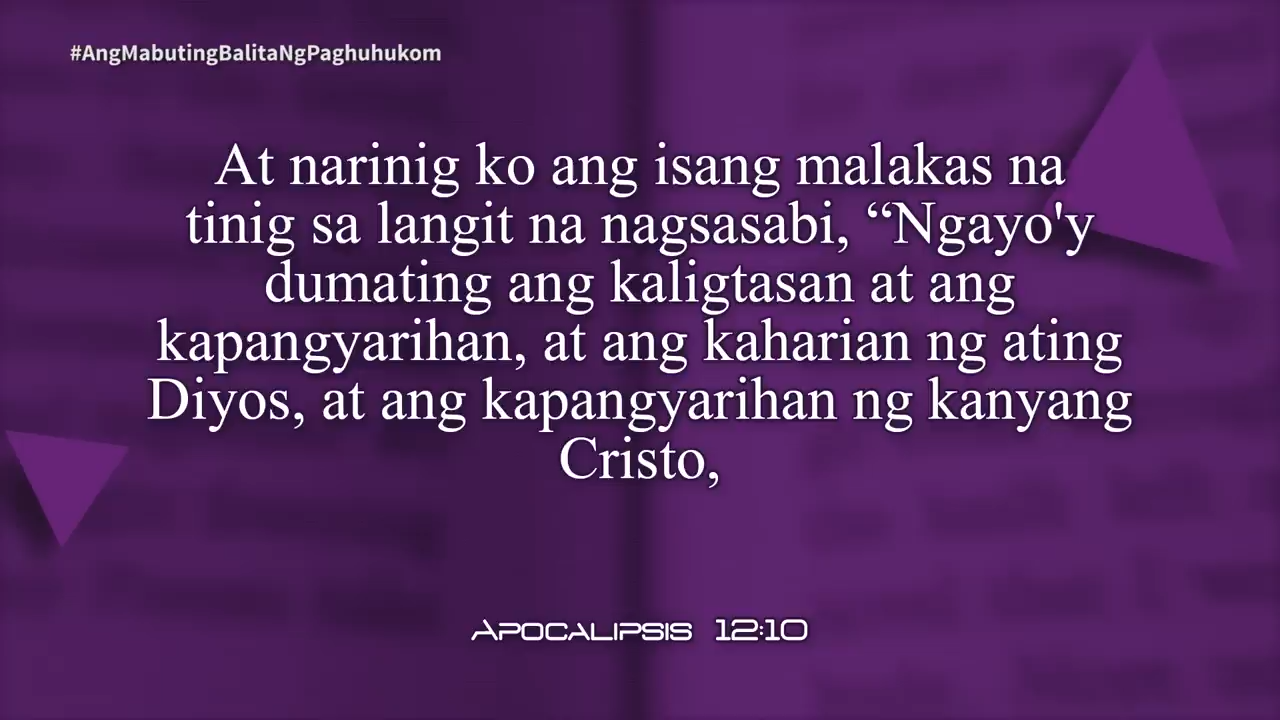 #AngMabutingBalitaNgPaghuhukom
At narinig ko ang isang malakas na
tinig sa langit na nagsasabi, “Ngayo'y
dumating ang kaligtasan at ang
kapangyarihan, at ang kaharian ng ating
Diyos, at ang kapangyarihan ng kanyang
Cristo,
Apocalipsis 12:10